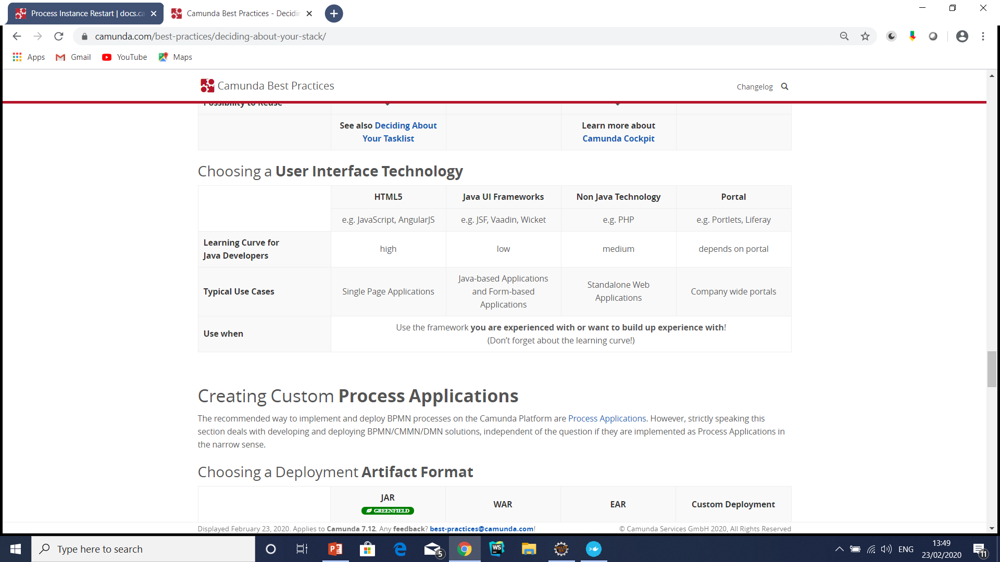 Process Instance Restart | docs.ca
Camunda Best Practices - Decidin
camunda.com/best-practices/deciding-about-your-stack/
Apps Gmail YouTube Maps
Camunda Best Practices
Changelog
Possibility to Reuse
See also Deciding About
Your Tasklist
Learn more about
Camunda Cockpit
Choosing a User Interface Technology
HTML5 Java UI Frameworks Non Java Technology Portal
e.g. JavaScript, AngularJS e.g. JSF, Vaadin, Wicket e.g. PHP e.g. Portlets, Liferay
Learning Curve for
Java Developers
high low medium depends on portal
Typical Use Cases
Single Page Applications
Java-based Applications
and Form-based
Applications
Standalone Web
Applications
Company wide portals
Use when
Use the framework you are experienced with or want to build up experience with!
(Don’t forget about the learning curve!)
Creating Custom Process Applications
The recommended way to implement and deploy BPMN processes on the Camunda Platform are Process Applications. However, strictly speaking this
section deals with developing and deploying BPMN/CMMN/DMN solutions, independent of the question if they are implemented as Process Applications in
the narrow sense.
Choosing a Deployment Artifact Format
JAR
GREENFIELD
WAR EAR Custom Deployment
Displayed February 23, 2020. Applies to Camunda 7.12. Any feedback? best-practices@camunda.com!
© Camunda Services GmbH 2020, All Rights Reserved
Type here to search
5
WS
ENG
13:49
23/02/2020
11